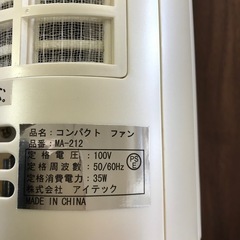 品名：コンパクト ファン
品番：MA-212
定格電圧：100V
定格周波数：50/60Hz
定格消費電力：35W
株式会社 アイテック
MADE IN CHINA
PSE